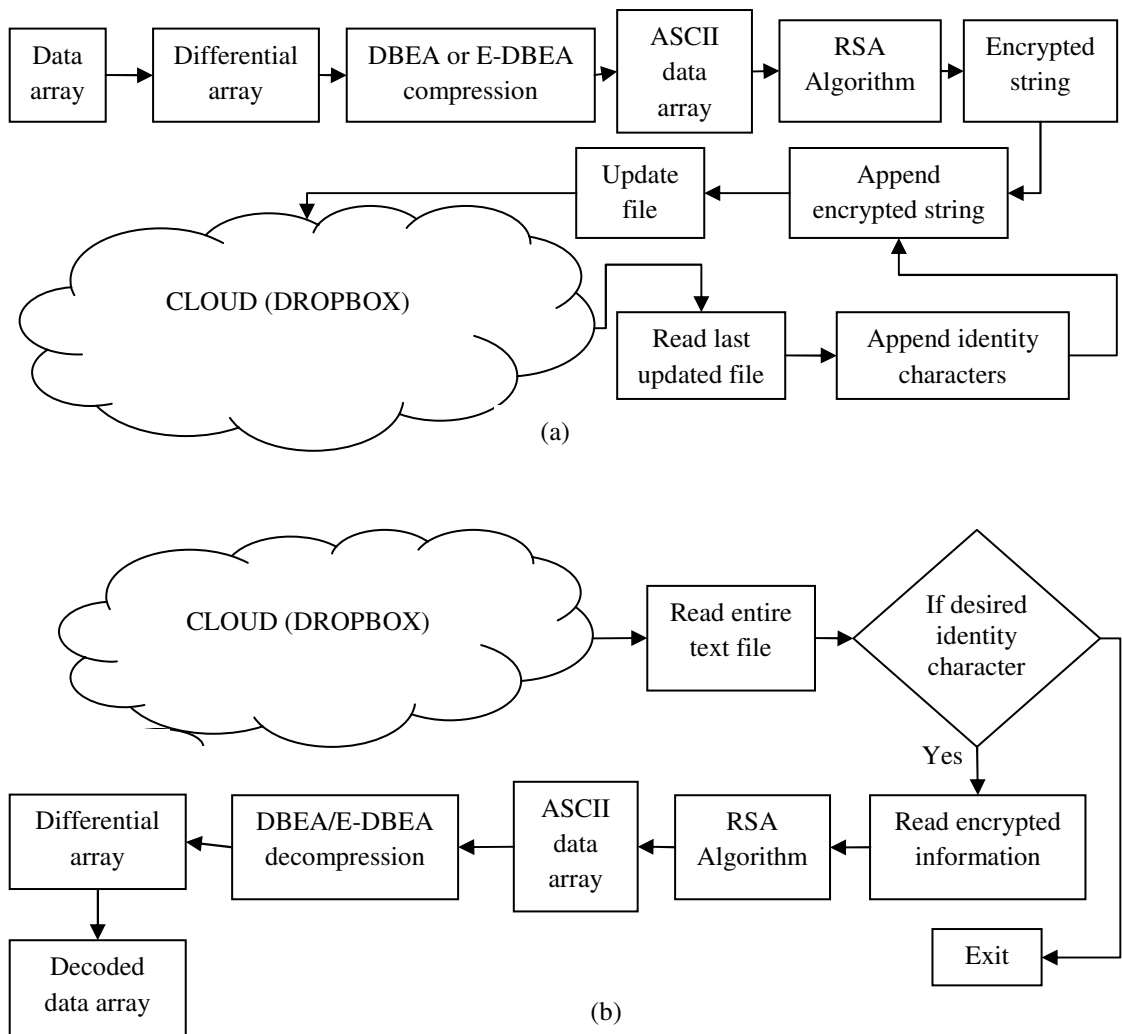 Data
array
Differential
array
DBEA or E-DBEA
compression
ASCII
data
array
RSA
Algorithm
Encrypted
string
Update
file
Append
encrypted string
CLOUD (DROPBOX)
Read last
updated file
Append identity
characters
(a)
CLOUD (DROPBOX)
Read entire
text file
If desired
identity
character
Yes
Differential
array
DBEA/E-DBEA
decompression
ASCII
data
array
RSA
Algorithm
Read encrypted
information
Decoded
data array
Exit
(b)